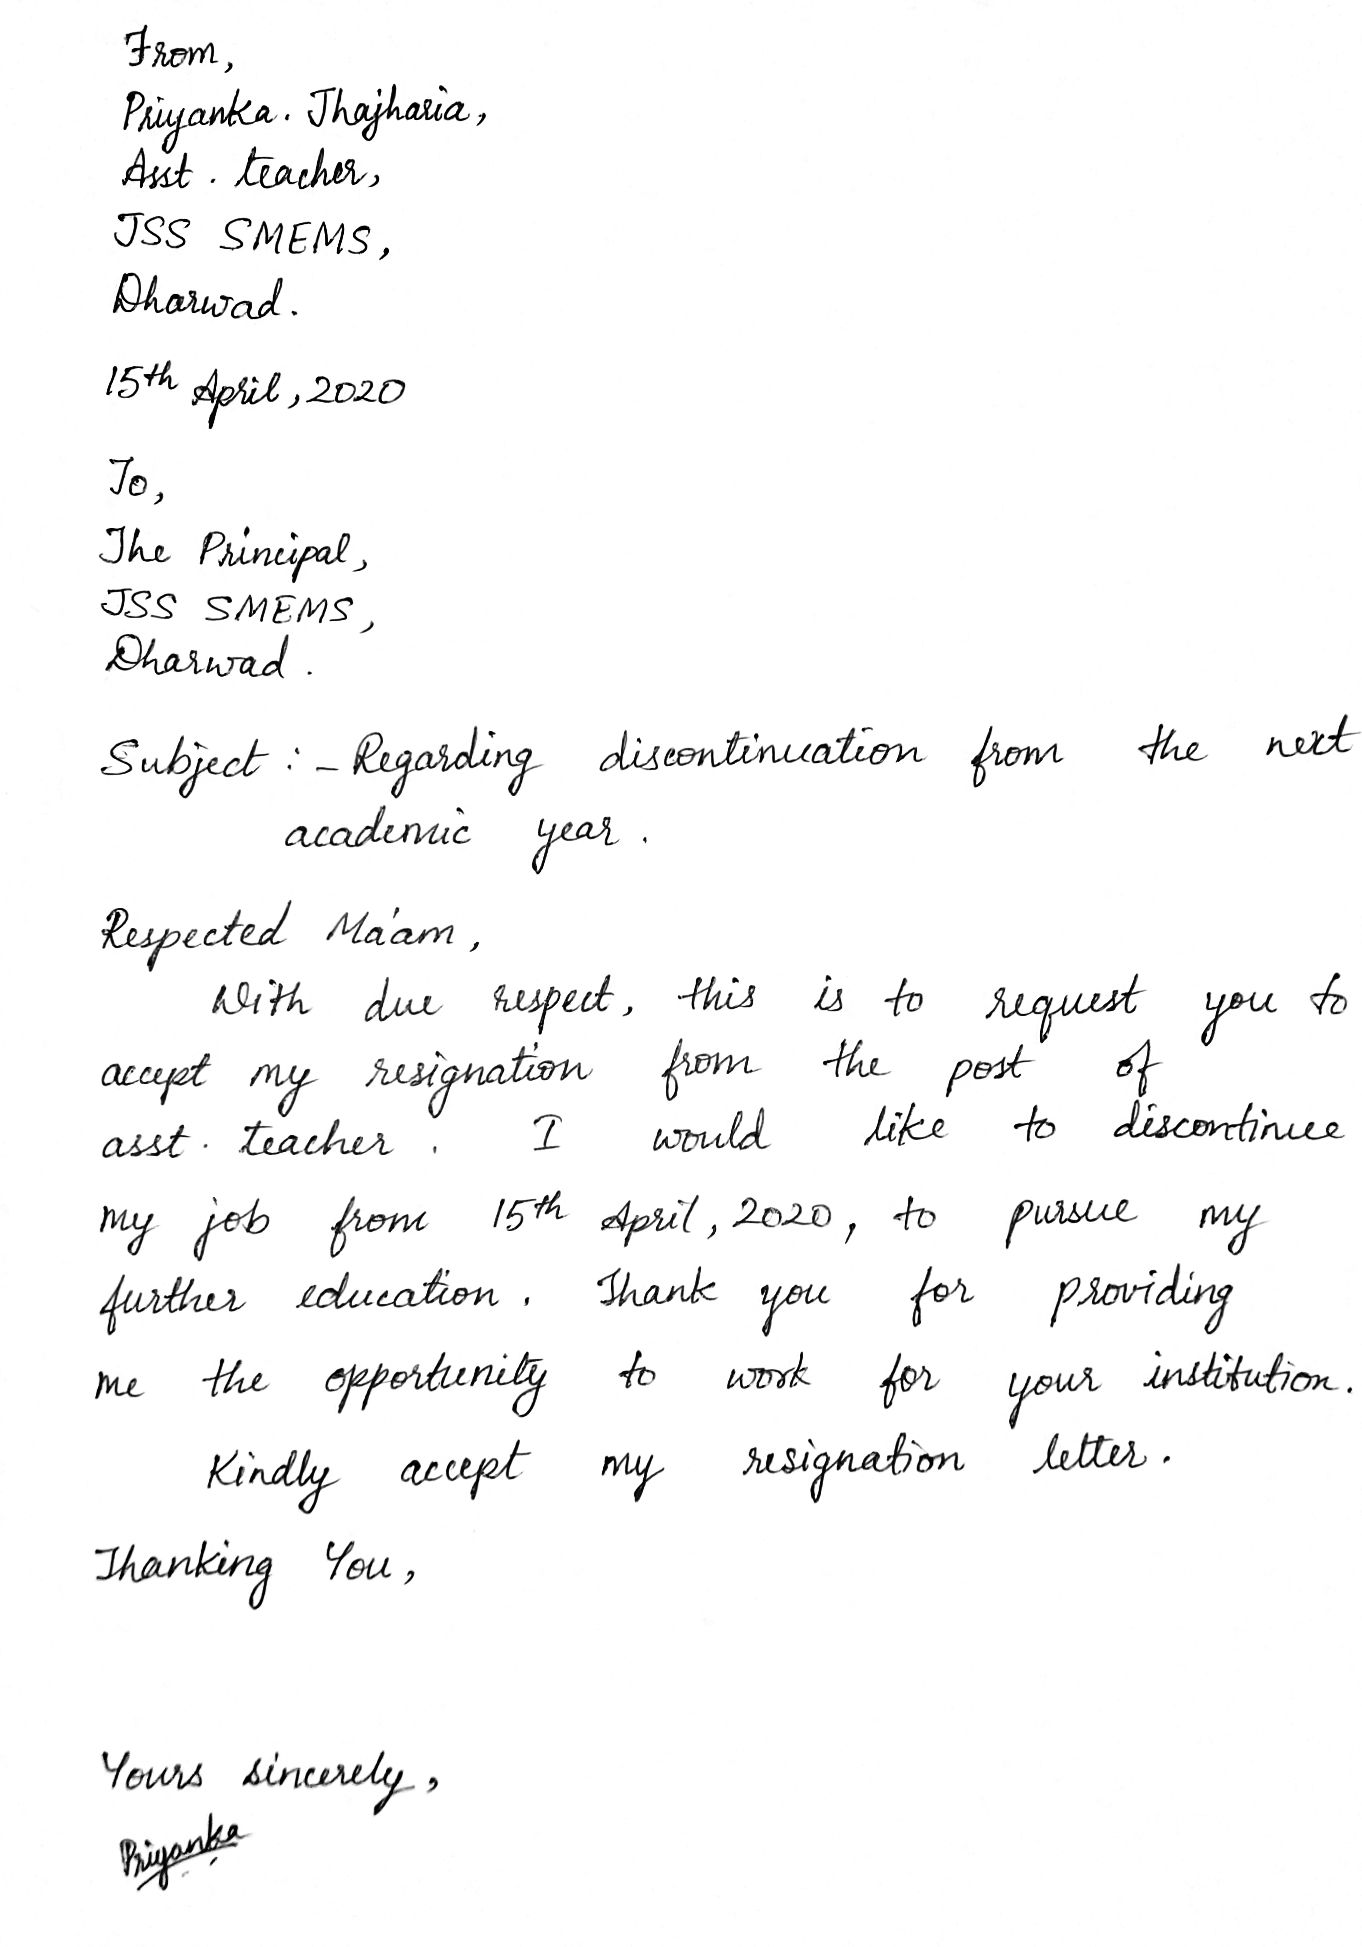 From,
Priyanka. Jhajharia,
Asst. teacher,
JSS SMEMS,
Dharwad.
15th April, 2020
To,
The Principal,
JSS SMEMS,
Dharwad.
Subject :- Regarding discontinuation from the next
academic year.
Respected Ma'am,
With due respect, this is to request you to
accept my resignation from the post of
asst. teacher. I would like to discontinue
my job from 15th April, 2020, to pursue my
further education. Thank you for providing
me the opportunity to work for your institution.
Kindly accept my resignation letter.
Thanking You,
Yours sincerely,
Priyanka